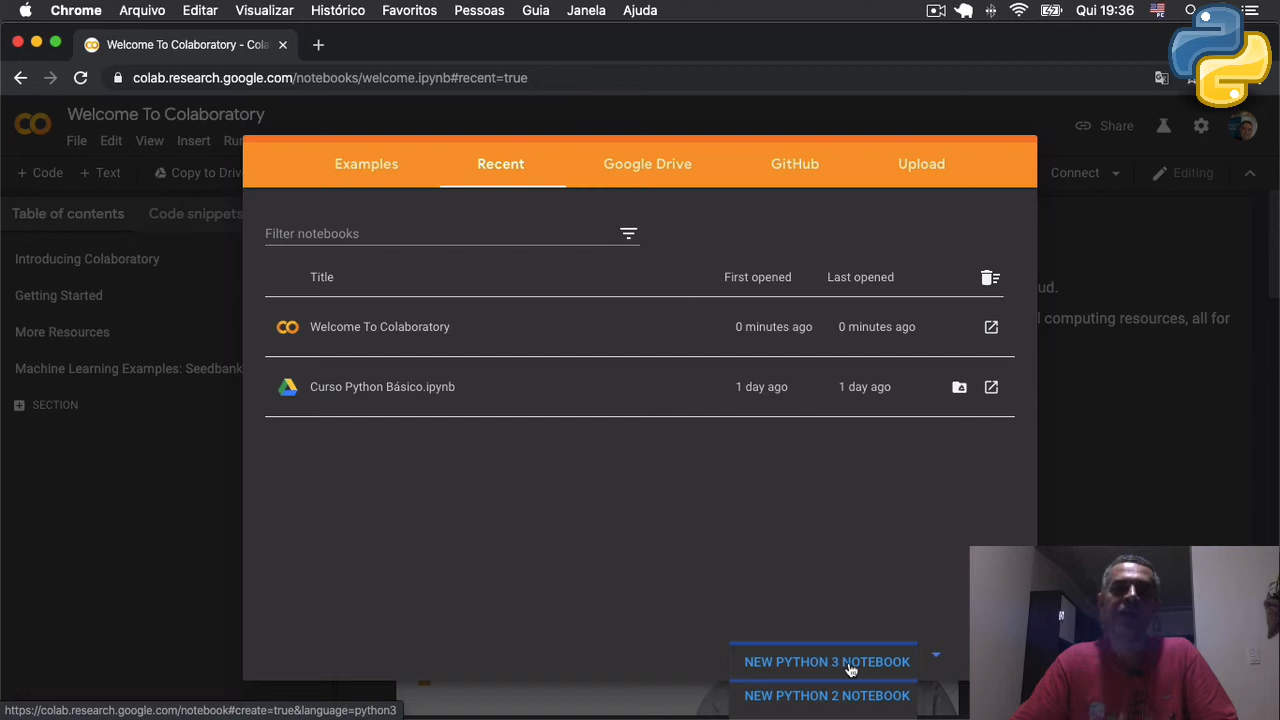 Chrome Arquivo Editar Visualizar Histórico Favoritos Pessoas Guia Janela Ajuda Qui 19:36
Welcome To Colaboratory - Cola
colab.research.google.com/notebooks/welcome.ipynb#recent=true
Welcome To Colaboratory
File Edit View Insert Run
Share
+ Code + Text Copy to Driv
Connect Editing
Table of contents Code snippets
Introducing Colaboratory
Getting Started
More Resources
Machine Learning Examples: Seedbank
SECTION
Examples Recent Google Drive GitHub Upload
Filter notebooks
Title First opened Last opened
Welcome To Colaboratory 0 minutes ago 0 minutes ago
Curso Python Básico.ipynb 1 day ago 1 day ago
ud.
l computing resources, all for
NEW PYTHON 3 NOTEBOOK
NEW PYTHON 2 NOTEBOOK
https://colab.research.google.com/notebook#create=true&language=python3